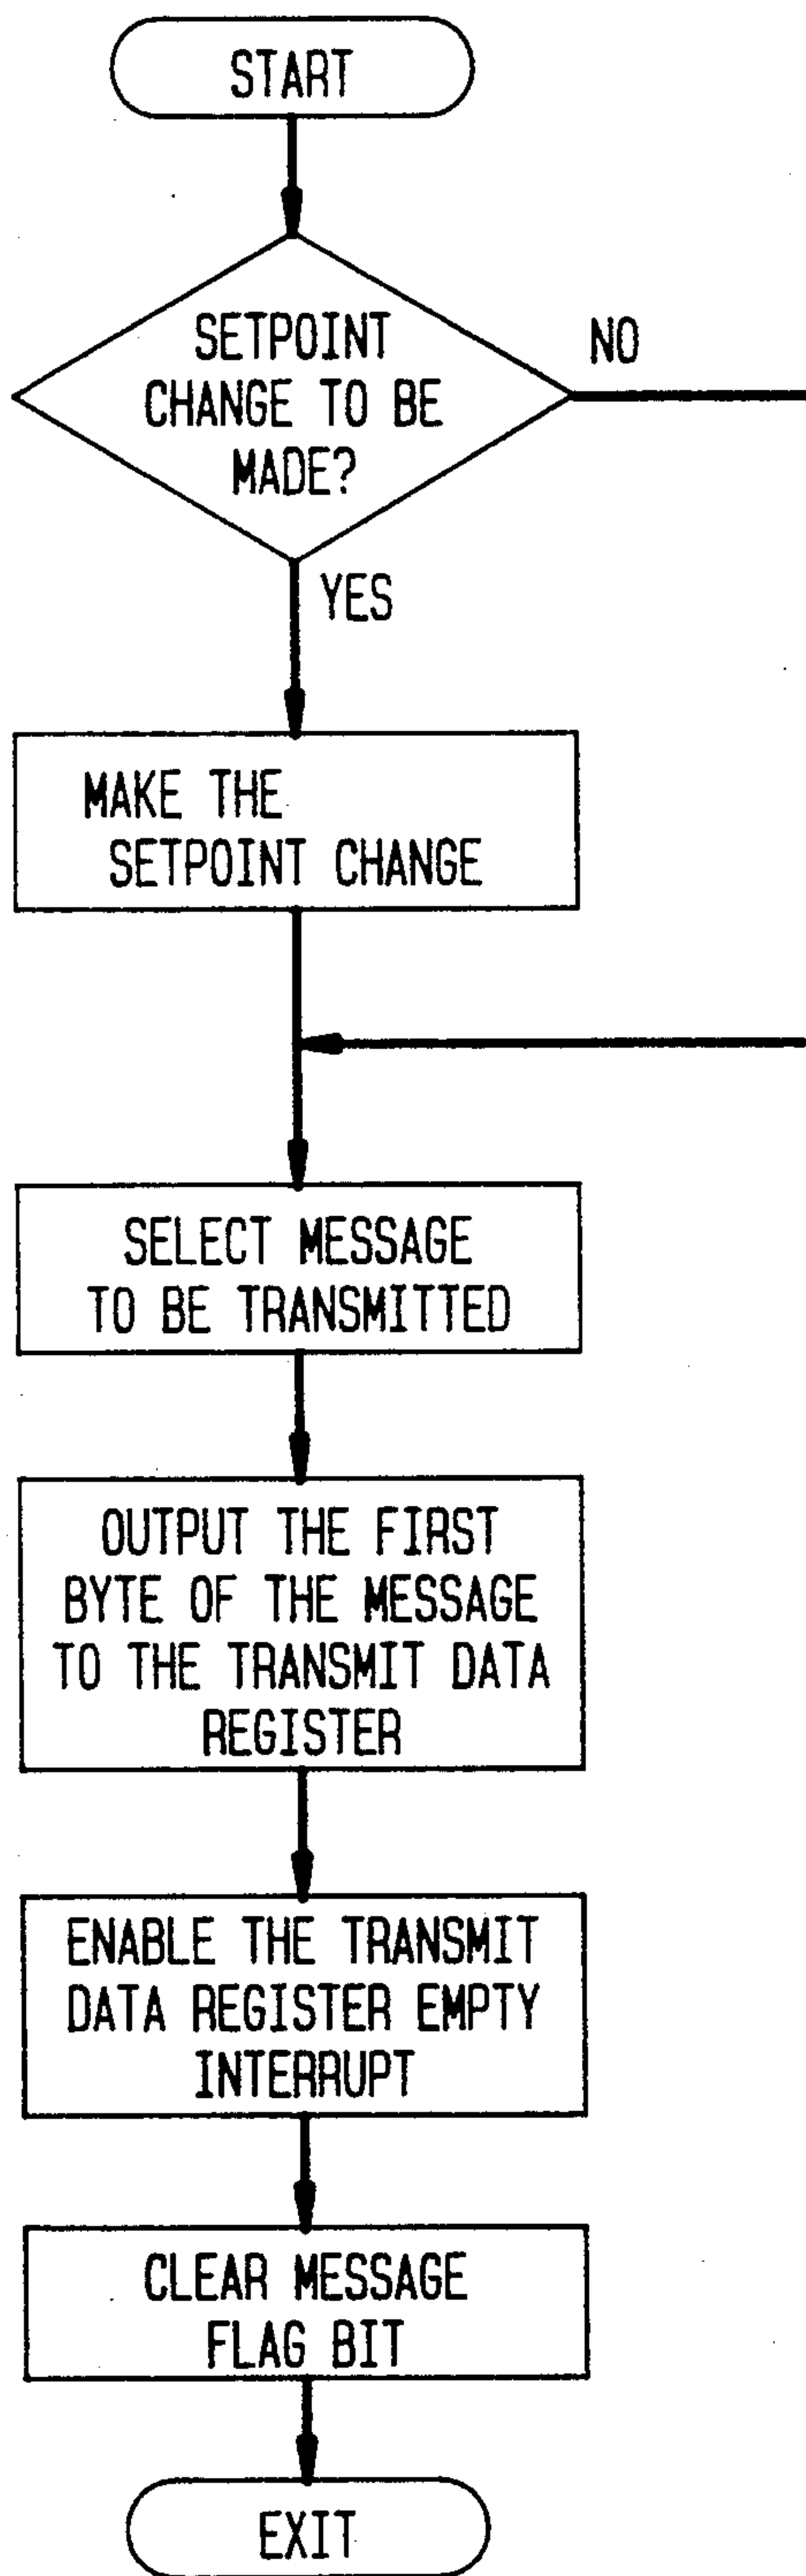 START
SETPOINT
CHANGE TO BE
MADE?
NO
YES
MAKE THE
SETPOINT CHANGE
SELECT MESSAGE
TO BE TRANSMITTED
OUTPUT THE FIRST
BYTE OF THE MESSAGE
TO THE TRANSMIT DATA
REGISTER
ENABLE THE TRANSMIT
DATA REGISTER EMPTY
INTERRUPT
CLEAR MESSAGE
FLAG BIT
EXIT